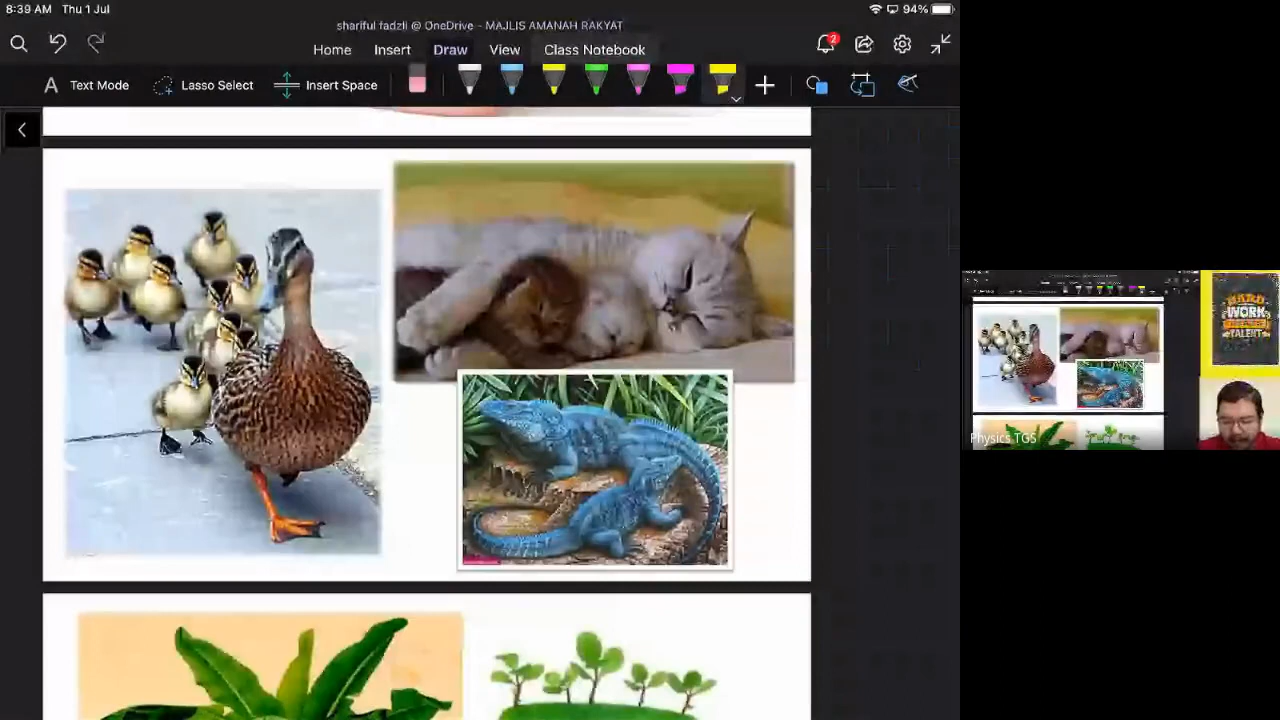 8:39 AM Thu 1 Jul
94%
shariful fadzli @ OneDrive - MAJLIS AMANAH RAKYAT
Home Insert Draw View Class Notebook
2
A Text Mode Lasso Select Insert Space
HARD
WORK
TALENT
Physics TGS